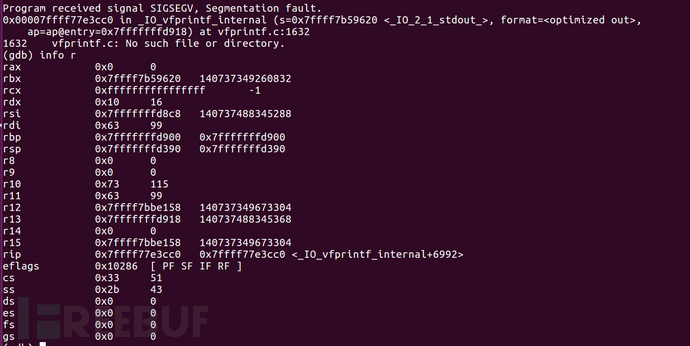 Program received signal SIGSEGV, Segmentation fault.
0x00007ffff77e3cc0 in _IO_vfprintf_internal (s=0x7ffff7b59620 <_IO_2_1_stdout_>, format=<optimized out>,
ap=ap@entry=0x7fffffffd918) at vfprintf.c:1632
1632 vfprintf.c: No such file or directory.
(gdb) info r
rax 0x0 0
rbx 0x7ffff7b59620 140737349260832
rcx 0xffffffffffffffff -1
rdx 0x10 16
rsi 0x7fffffffd8c8 140737488345288
rdi 0x63 99
rbp 0x7fffffffd900 0x7fffffffd900
rsp 0x7fffffffd390 0x7fffffffd390
r8 0x0 0
r9 0x0 0
r10 0x73 115
r11 0x63 99
r12 0x7ffff7bbe158 140737349673304
r13 0x7fffffffd918 140737488345368
r14 0x0 0
r15 0x7ffff7bbe158 140737349673304
rip 0x7ffff77e3cc0 0x7ffff77e3cc0 <_IO_vfprintf_internal+6992>
eflags 0x10286 [ PF SF IF RF ]
cs 0x33 51
ss 0x2b 43
ds 0x0 0
es 0x0 0
fs 0x0 0
gs 0x0 0